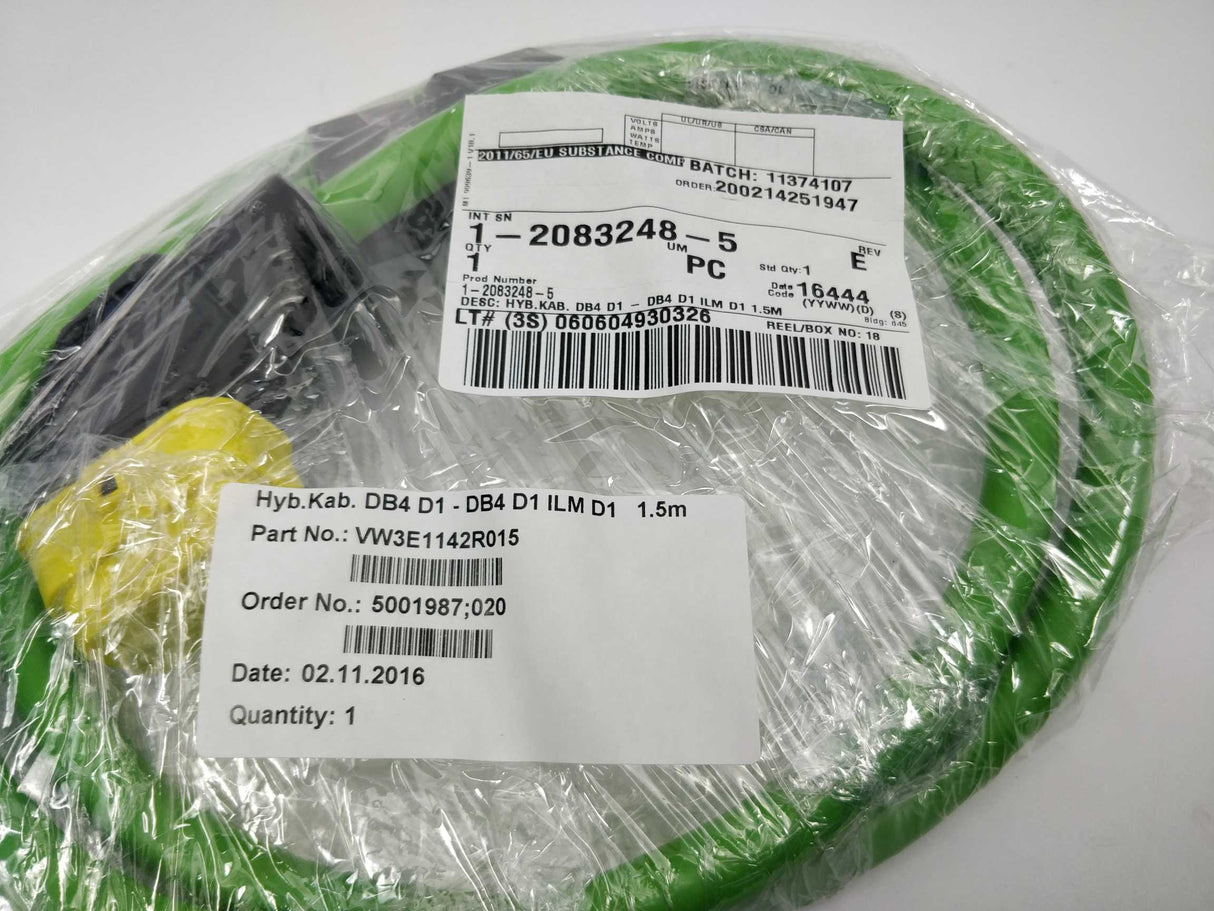 VOLTS
AMPS
WATTS
TEMP
UL/UR/US
CSA/CAN
2011/65/EU SUBSTANCE COMP
BATCH: 11374107
ORDER:200214251947
INT SN
1-2083248-5
REV
E
QTY
1
UM
PC
Std Qty:1
Date Code 16444
(YYWW)(D)
(S)
Prod Number
1-2083248-5
DESC: HYB.KAB. DB4 D1 - DB4 D1 ILM D1 1.5M
Bldg: 045
LT# (3S) 060604930326
REEL/BOX NO: 18
Hyb.Kab. DB4 D1 - DB4 D1 ILM D1 1.5m
Part No.: VW3E1142R015
Order No.: 5001987;020
Date: 02.11.2016
Quantity: 1